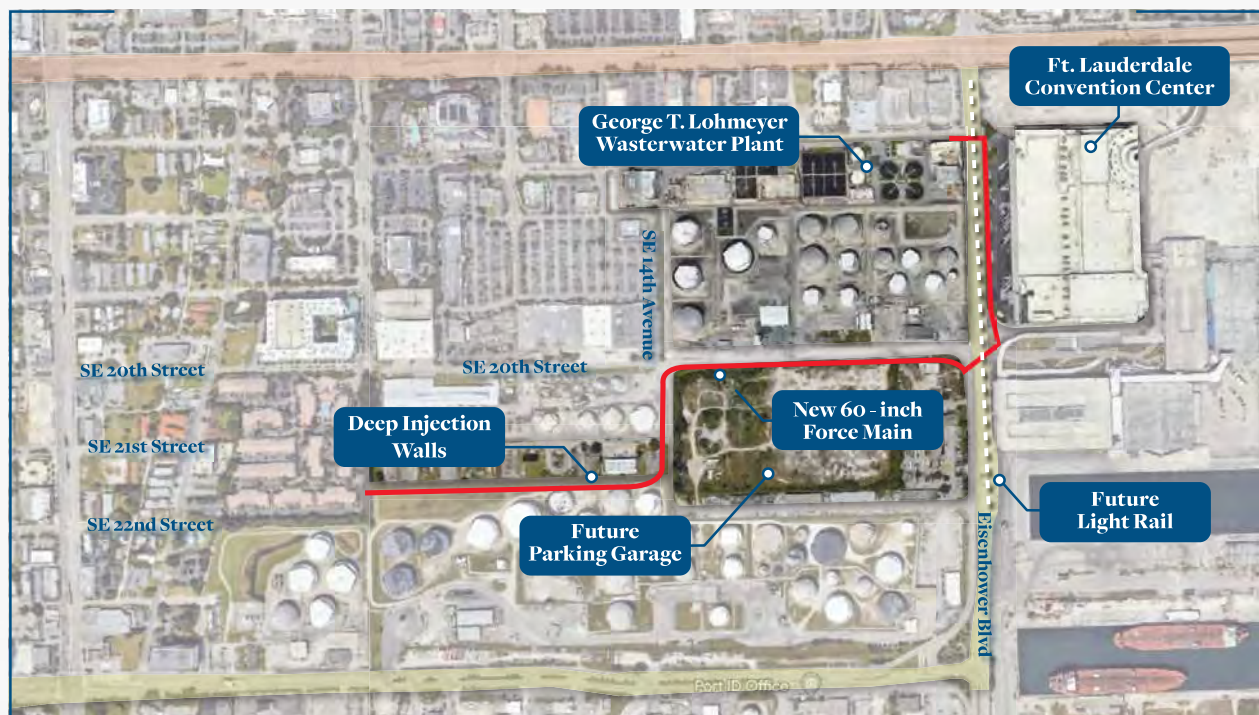 Ft. Lauderdale
Convention Center
George T. Lohmeyer
Wasterwater Plant
SE 14th Avenue
SE 20th Street
SE 20th Street
New 60 - inch
Force Main
Deep Injection
Walls
SE 21st Street
SE 22nd Street
Future
Parking Garage
Future
Light Rail
Eisenhower Blvd
Port ID Office